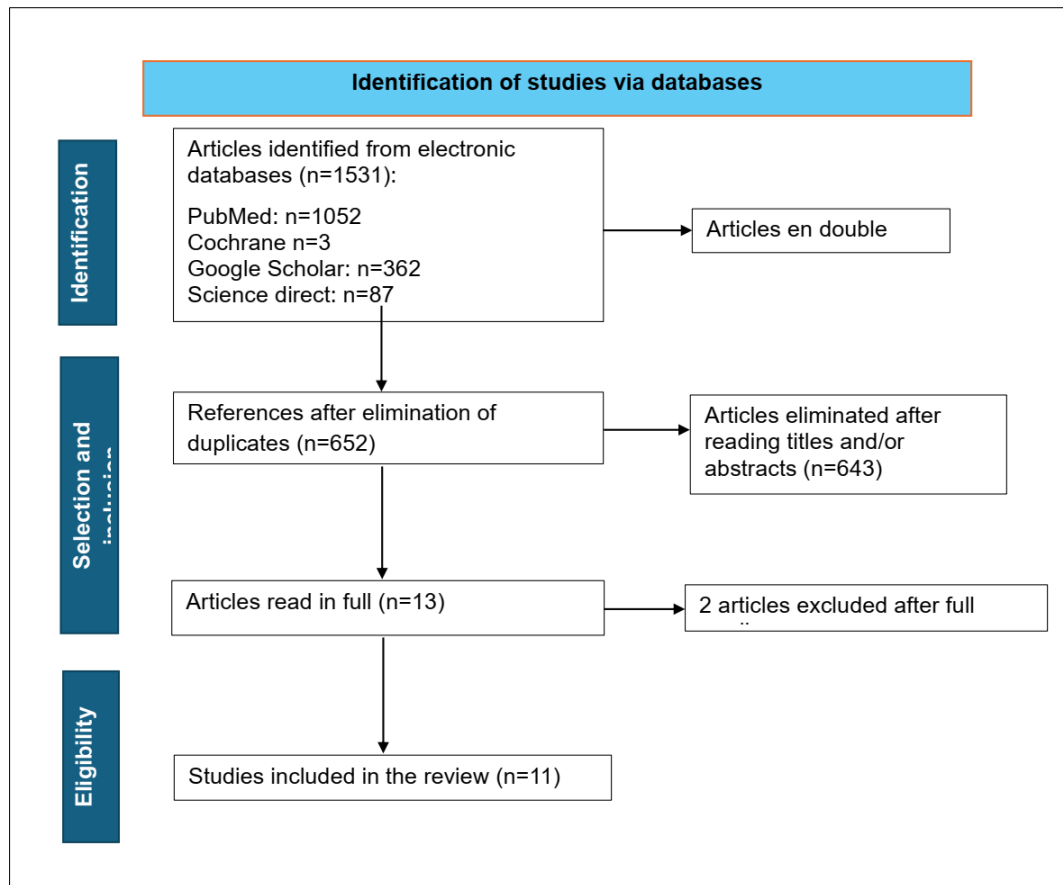 Identification of studies via databases
Identification
Articles identified from electronic
databases (n=1531):
PubMed: n=1052
Cochrane n=3
Google Scholar: n=362
Science direct: n=87
Articles en double
Selection and
References after elimination of
duplicates (n=652)
Articles eliminated after
reading titles and/or
abstracts (n=643)
Articles read in full (n=13)
2 articles excluded after full
Eligibility
Studies included in the review (n=11)